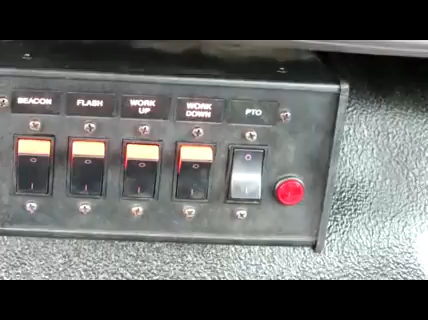 BEACON
FLASH
WORK
UP
WORK
DOWN
PTO